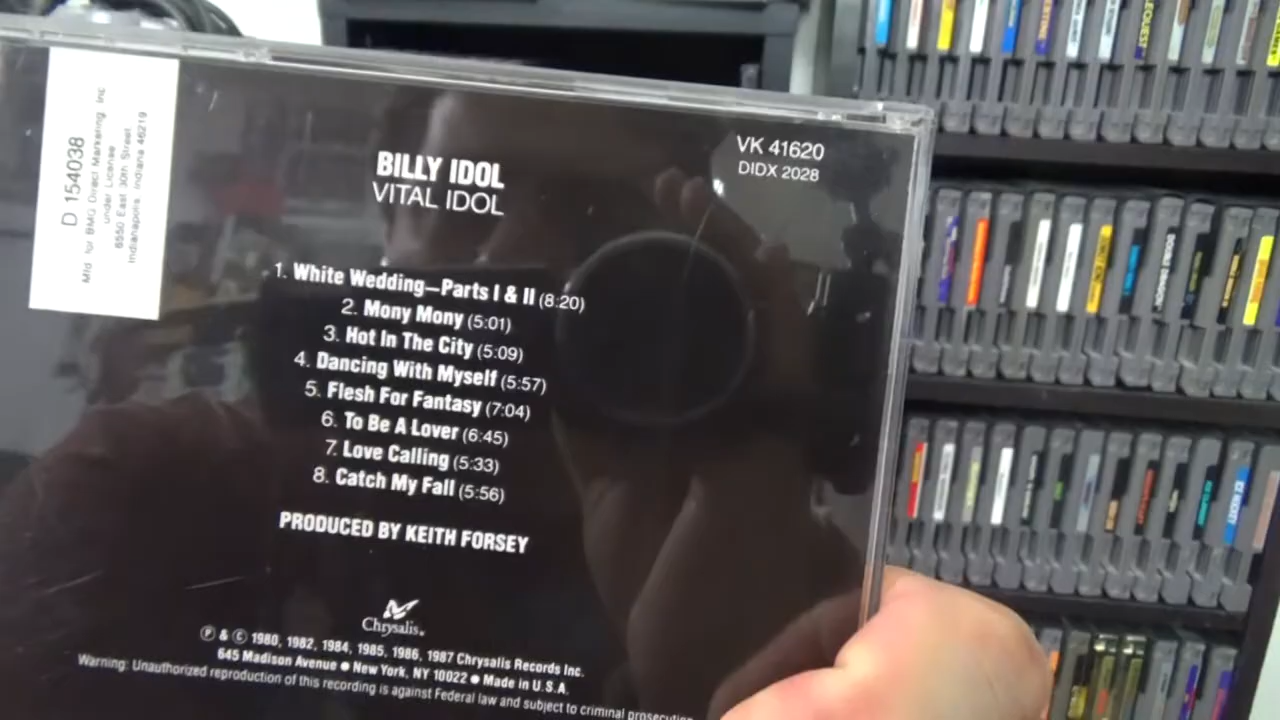 D 154038
Mfd for BMG Direct Marketing Inc
under License
6550 East 30th Street
Indianapolis, Indiana 46219
VK 41620
DIDX 2028
BILLY IDOL
VITAL IDOL
1. White Wedding—Parts I & II (8:20)
2. Mony Mony (5:01)
3. Hot In The City (5:09)
4. Dancing With Myself (5:57)
5. Flesh For Fantasy (7:04)
6. To Be A Lover (6:45)
7. Love Calling (5:33)
8. Catch My Fall (5:56)
PRODUCED BY KEITH FORSEY
Chrysalis®
Ⓟ & © 1980, 1982, 1984, 1985, 1986, 1987 Chrysalis Records Inc.
645 Madison Avenue ● New York, NY 10022 ● Made in U.S.A.
Warning: Unauthorized reproduction of this recording is against Federal law and subject to criminal prosecution
DOUBLE DRAGON